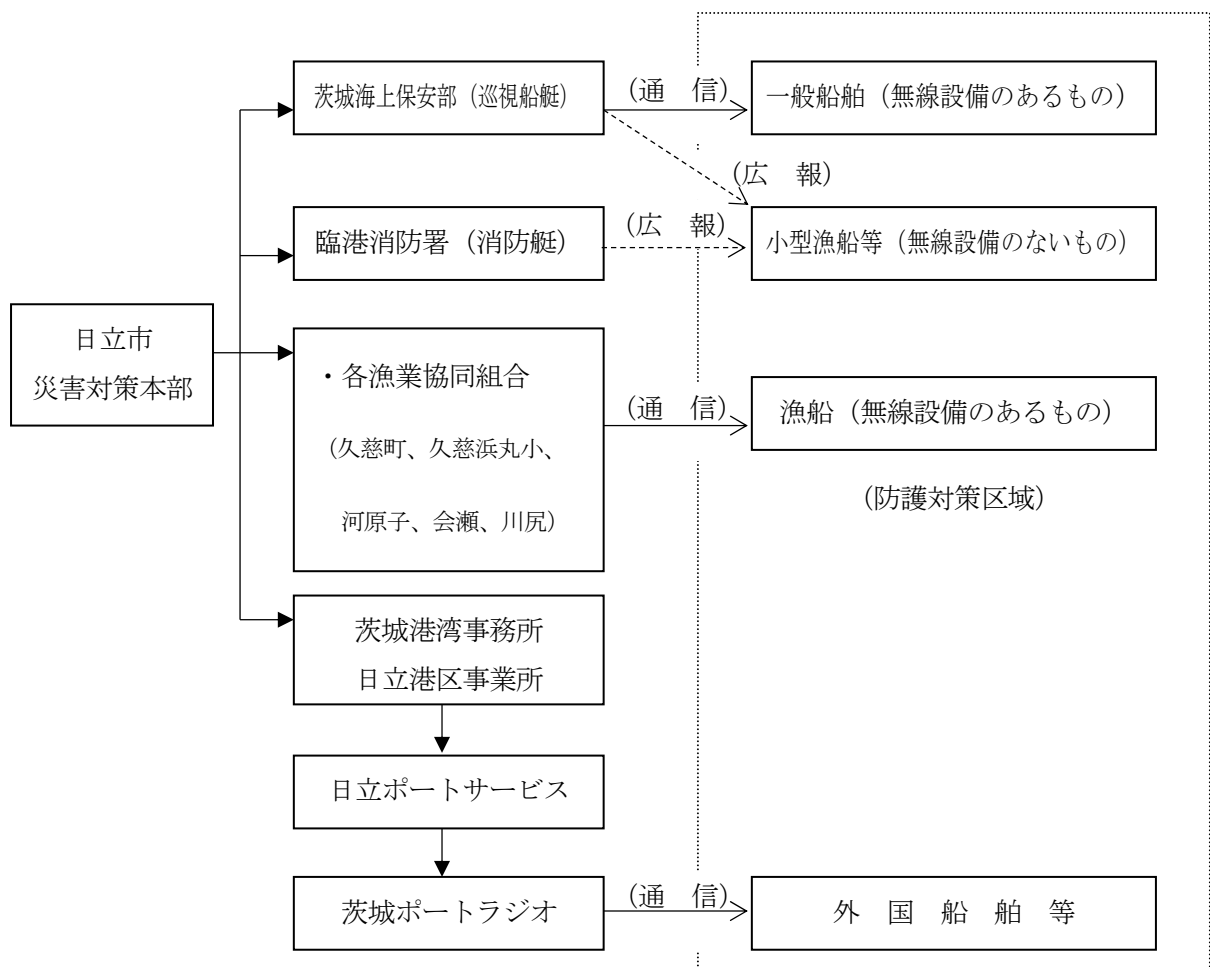 茨城海上保安部（巡視船艇）
（通　信）
一般船舶（無線設備のあるもの）
（広　報）
臨港消防署（消防艇）
（広　報）
小型漁船等（無線設備のないもの）
日立市
災害対策本部
・各漁業協同組合
（久慈町、久慈浜丸小、
河原子、会瀬、川尻）
（通　信）
漁船（無線設備のあるもの）
（防護対策区域）
茨城港湾事務所
日立港区事業所
日立ポートサービス
茨城ポートラジオ
（通　信）
外　国　船　舶　等